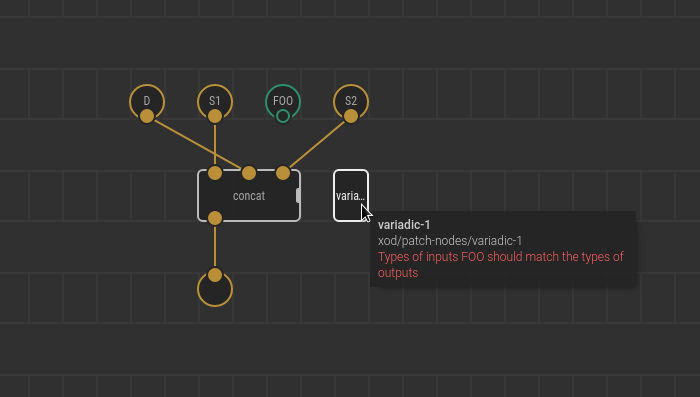 D
S1
FOO
S2
concat
varia...
variadic-1
xod/patch-nodes/variadic-1
Types of inputs FOO should match the types of
outputs